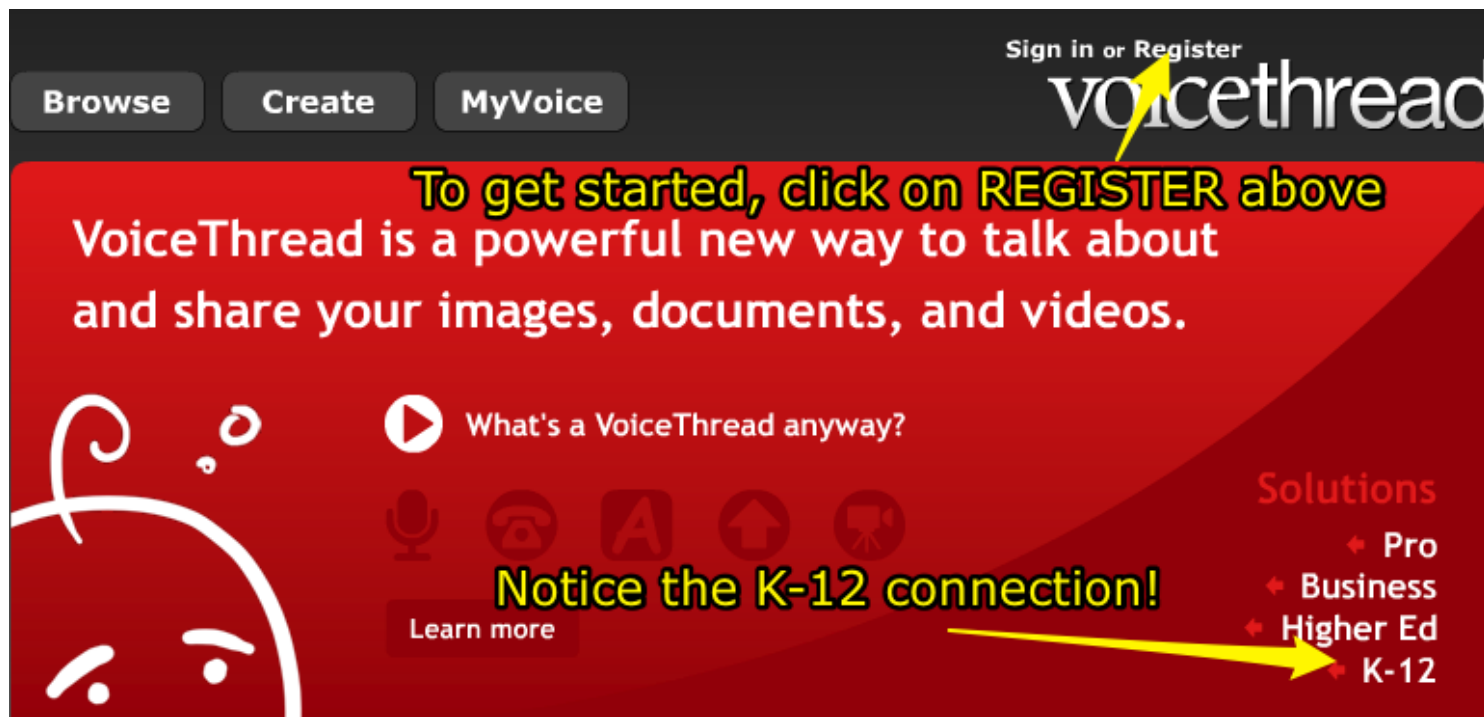 Sign in or Register
Browse
Create
MyVoice
voicethread
To get started, click on REGISTER above
VoiceThread is a powerful new way to talk about
and share your images, documents, and videos.
What's a VoiceThread anyway?
A
Solutions
Pro
Business
Higher Ed
K-12
Notice the K-12 connection!
Learn more